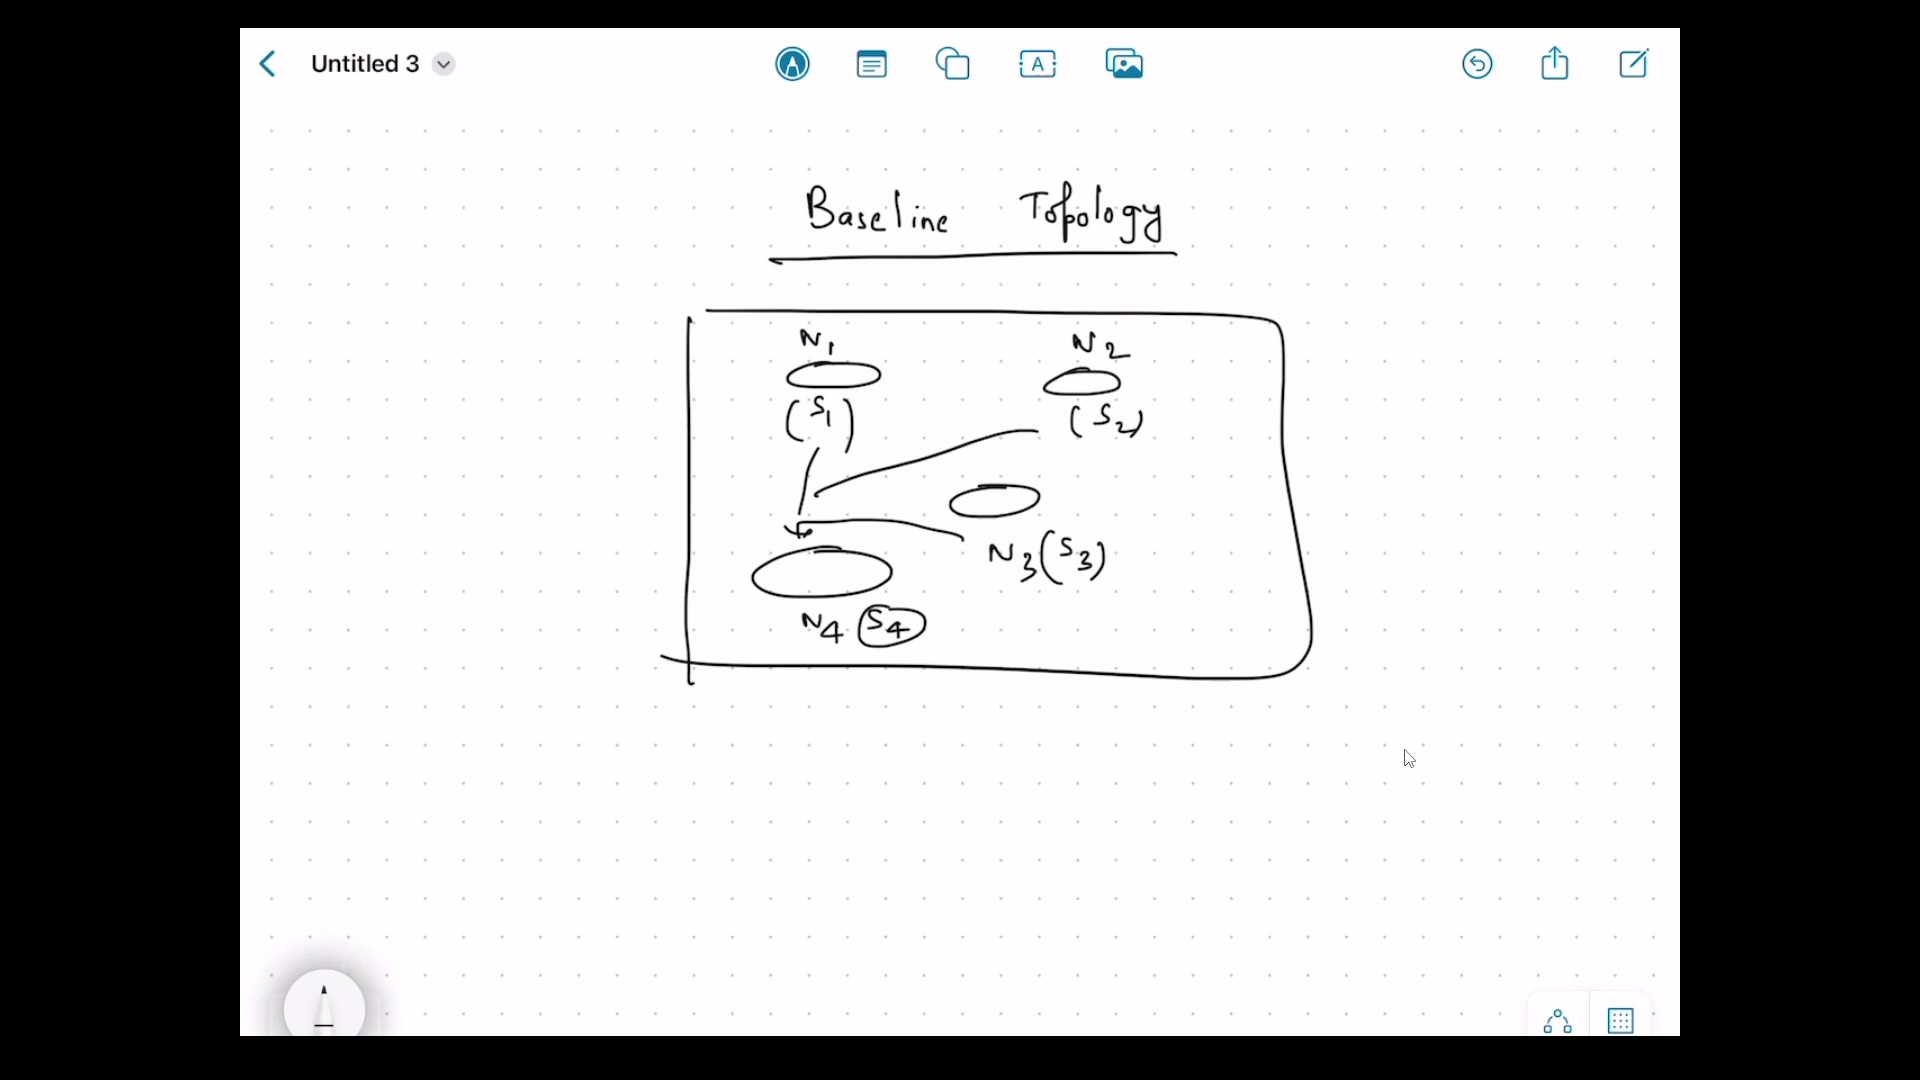 Untitled 3
A
Baseline Topology
N1 N2
(S1) (S2)
N3(S3)
N4 S4